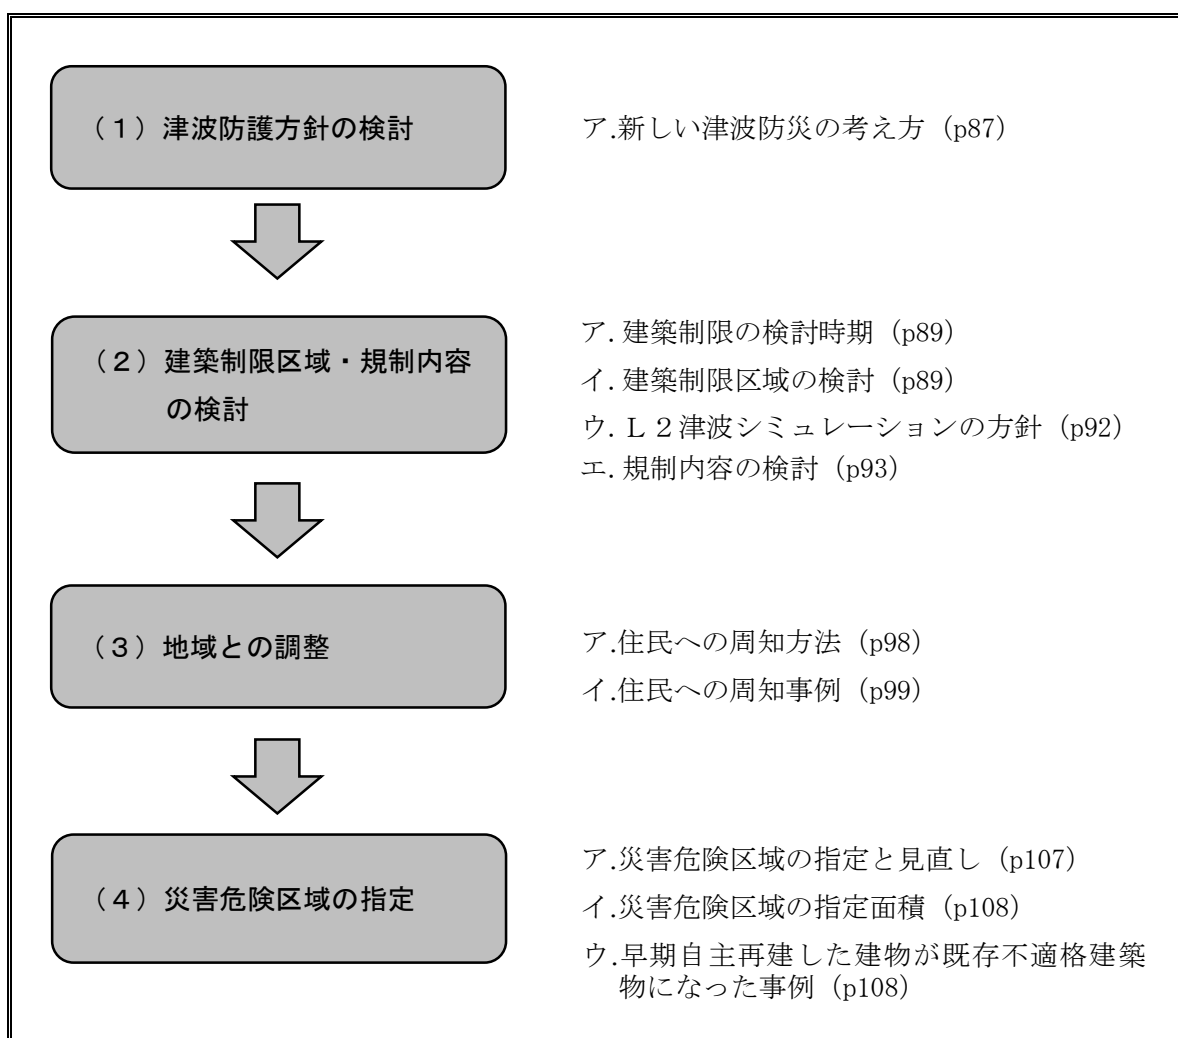 （１）津波防護方針の検討
ア.新しい津波防災の考え方（p87）
（２）建築制限区域・規制内容
の検討
ア.建築制限の検討時期（p89）
イ.建築制限区域の検討（p89）
ウ.Ｌ２津波シミュレーションの方針（p92）
エ.規制内容の検討（p93）
（３）地域との調整
ア.住民への周知方法（p98）
イ.住民への周知事例（p99）
（４）災害危険区域の指定
ア.災害危険区域の指定と見直し（p107）
イ.災害危険区域の指定面積（p108）
ウ.早期自主再建した建物が既存不適格建築
物になった事例（p108）